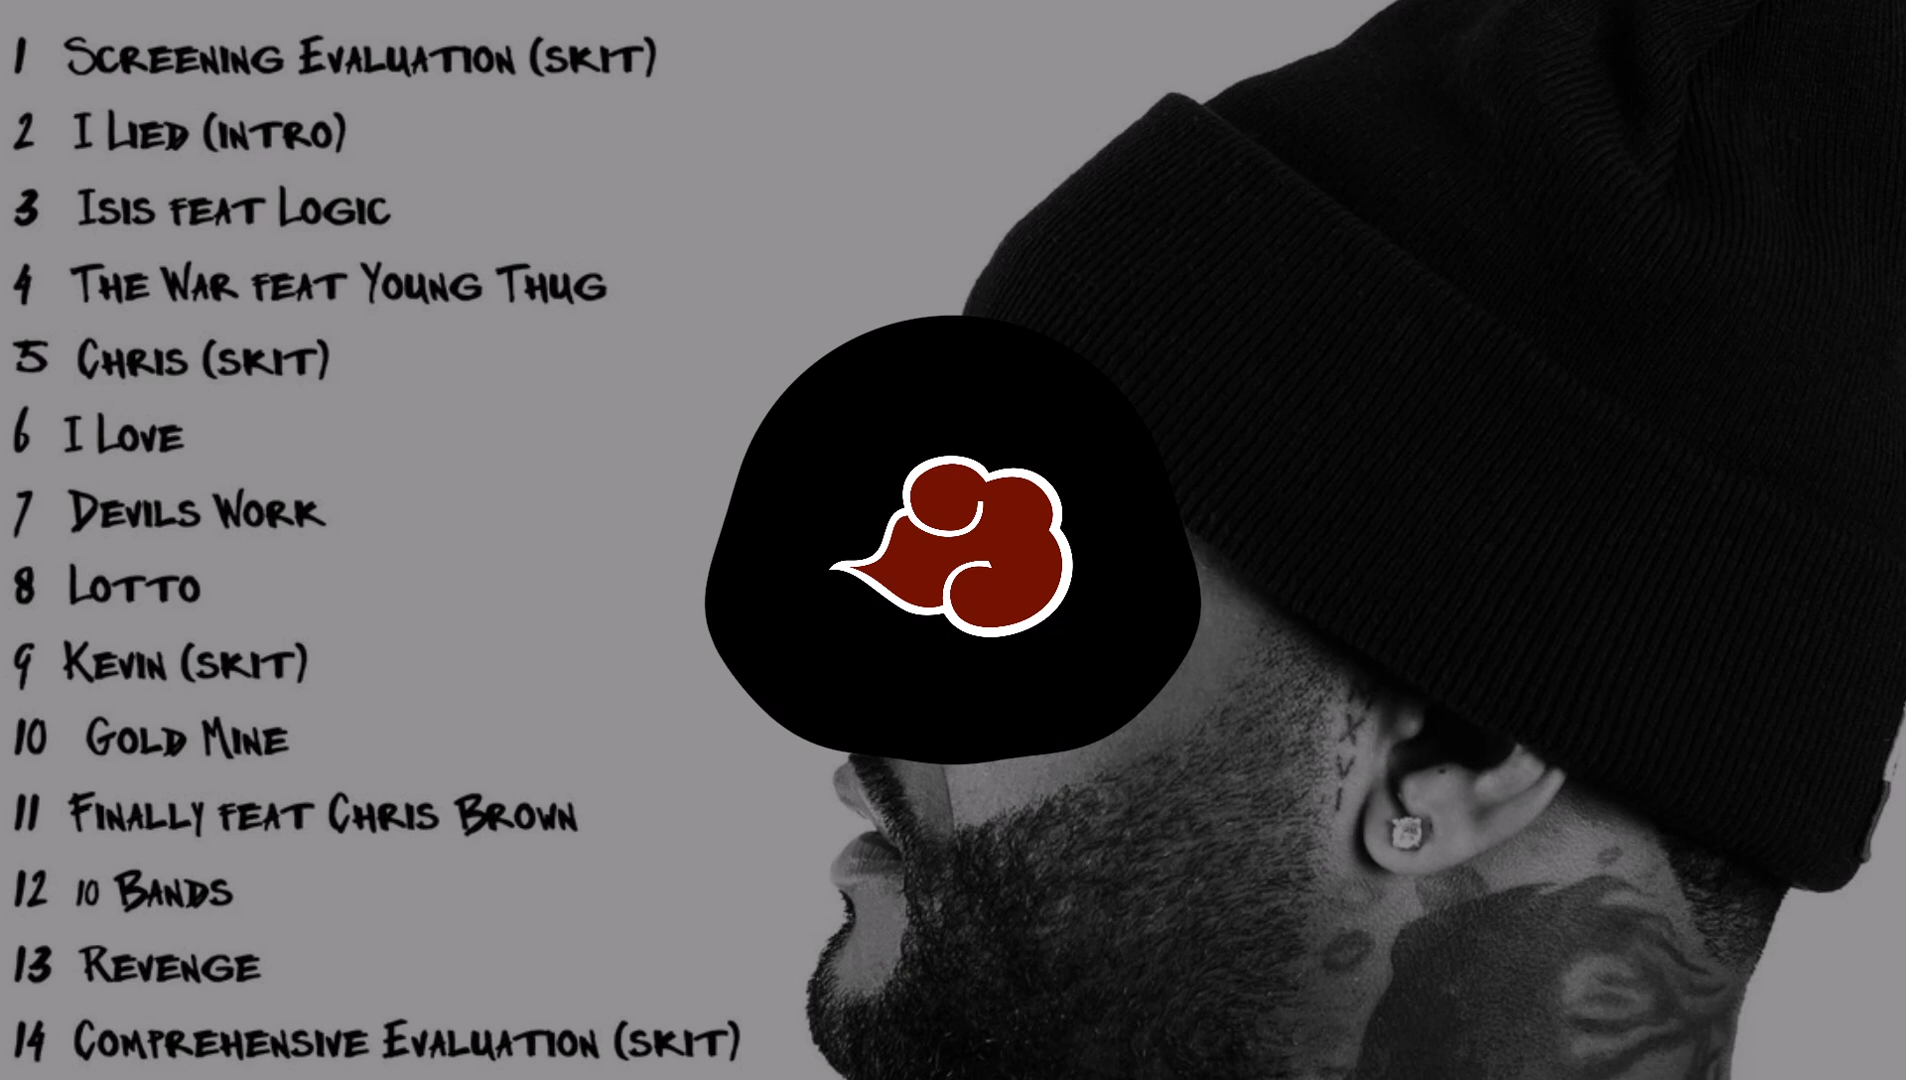 1 Screening Evaluation (skit)
2 I Lied (intro)
3 Isis feat Logic
4 The War feat Young Thug
5 Chris (skit)
6 I Love
7 Devils Work
8 Lotto
9 Kevin (skit)
10 Gold Mine
11 Finally feat Chris Brown
12 10 Bands
13 Revenge
14 Comprehensive Evaluation (skit)
XVI